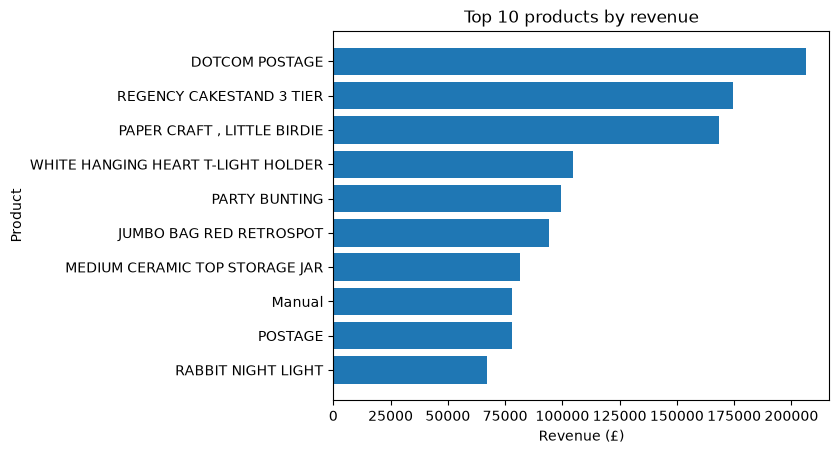 Top 10 products by revenue
Product
DOTCOM POSTAGE
REGENCY CAKESTAND 3 TIER
PAPER CRAFT , LITTLE BIRDIE
WHITE HANGING HEART T-LIGHT HOLDER
PARTY BUNTING
JUMBO BAG RED RETROSPOT
MEDIUM CERAMIC TOP STORAGE JAR
Manual
POSTAGE
RABBIT NIGHT LIGHT
0 25000 50000 75000 100000 125000 150000 175000 200000
Revenue (£)